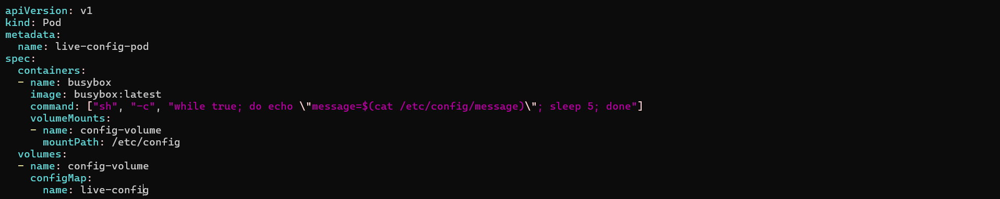 apiVersion: v1
kind: Pod
metadata:
  name: live-config-pod
spec:
  containers:
  - name: busybox
    image: busybox:latest
    command: ["sh", "-c", "while true; do echo \"message=$(cat /etc/config/message)\"; sleep 5; done"]
    volumeMounts:
    - name: config-volume
      mountPath: /etc/config
  volumes:
  - name: config-volume
    configMap:
      name: live-config